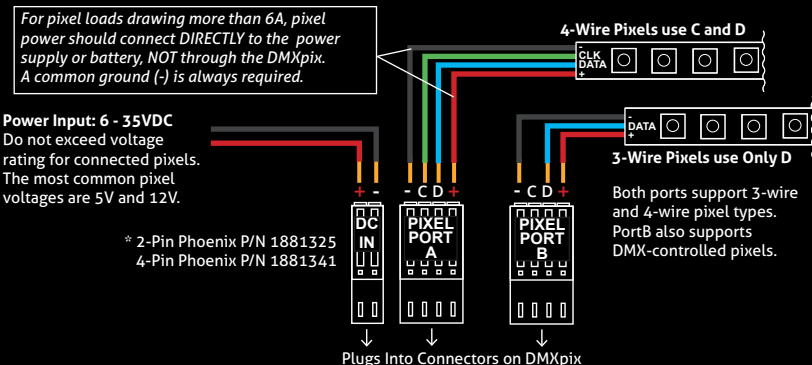 For pixel loads drawing more than 6A, pixel
power should connect DIRECTLY to the power
supply or battery, NOT through the DMXpix.
A common ground (-) is always required.
4-Wire Pixels use C and D
-
CLK
DATA
+
Power Input: 6 - 35VDC
Do not exceed voltage
rating for connected pixels.
The most common pixel
voltages are 5V and 12V.
-
DATA
+
3-Wire Pixels use Only D
Both ports support 3-wire
and 4-wire pixel types.
PortB also supports
DMX-controlled pixels.
+ -
- C D +
- C D +
DC
IN
PIXEL
PORT
A
PIXEL
PORT
B
* 2-Pin Phoenix P/N 1881325
4-Pin Phoenix P/N 1881341
Plugs Into Connectors on DMXpix